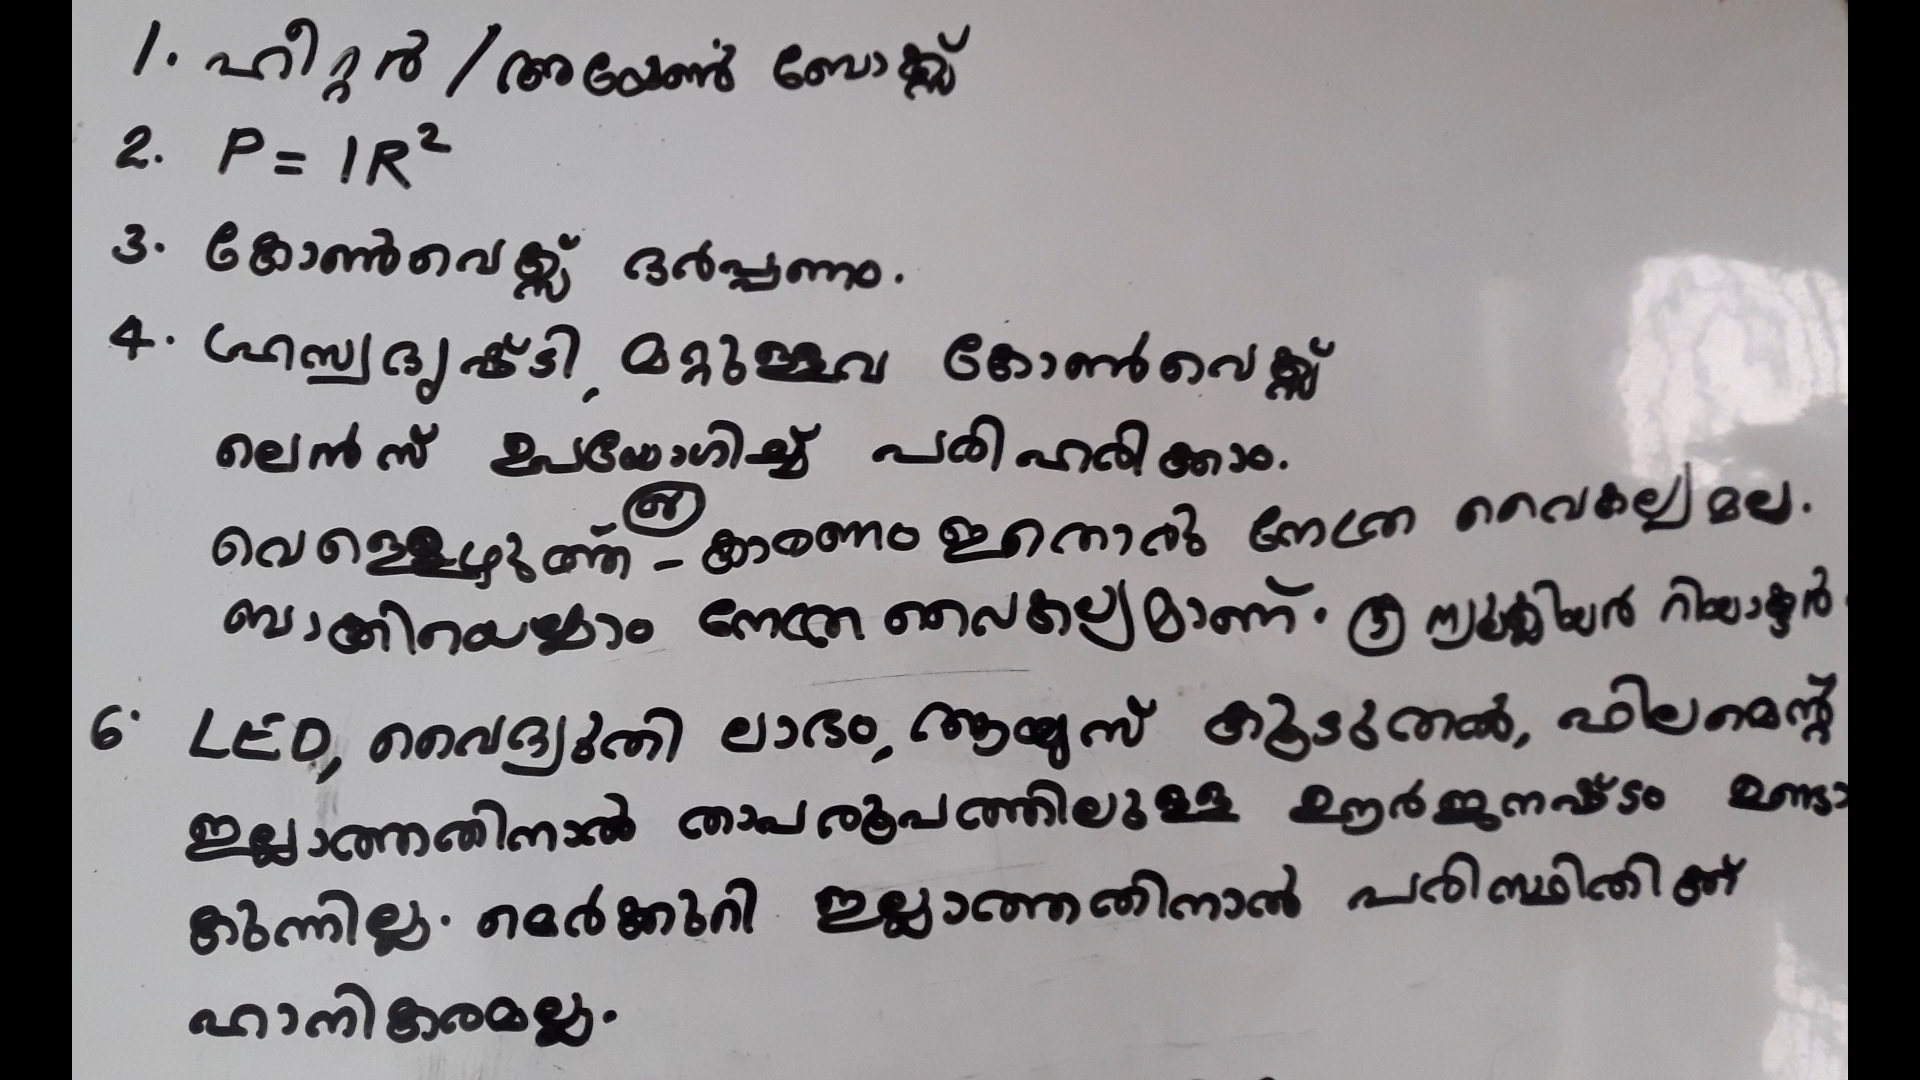 1. ഹീറ്റർ / അയേൺ ബോക്സ്
2. P = IR²
3. കോൺവെക്സ് ദർപ്പണം.
4. ഹ്രസ്വദൃഷ്ടി, മറ്റുള്ളവ കോൺവെക്സ്
ലെൻസ് ഉപയോഗിച്ച് പരിഹരിക്കാം.
വെള്ളെഴുത്ത് - കാരണം ഇതൊരു നേത്ര വൈകല്യമല്ല.
ബാക്കിയെല്ലാം നേത്ര വൈകല്യമാണ്. ⑤ ന്യൂക്ലിയർ റിയാക്ടർ
6. LED, വൈദ്യുതി ലാഭം, ആയുസ് കൂടുതൽ, ഫിലമെന്റ്
ഇല്ലാത്തതിനാൽ താപരൂപത്തിലുള്ള ഊർജ്ജനഷ്ടം ഉണ്ടാ
കുന്നില്ല. മെർക്കുറി ഇല്ലാത്തതിനാൽ പരിസ്ഥിതിക്ക്
ഹാനികരമല്ല.